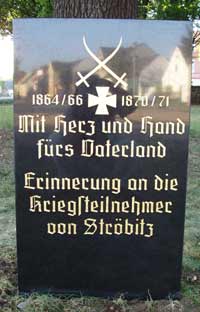 1864/66 1870/71
Mit Herz und Hand
fürs Vaterland
Erinnerung an die
Kriegsteilnehmer
von Ströbitz